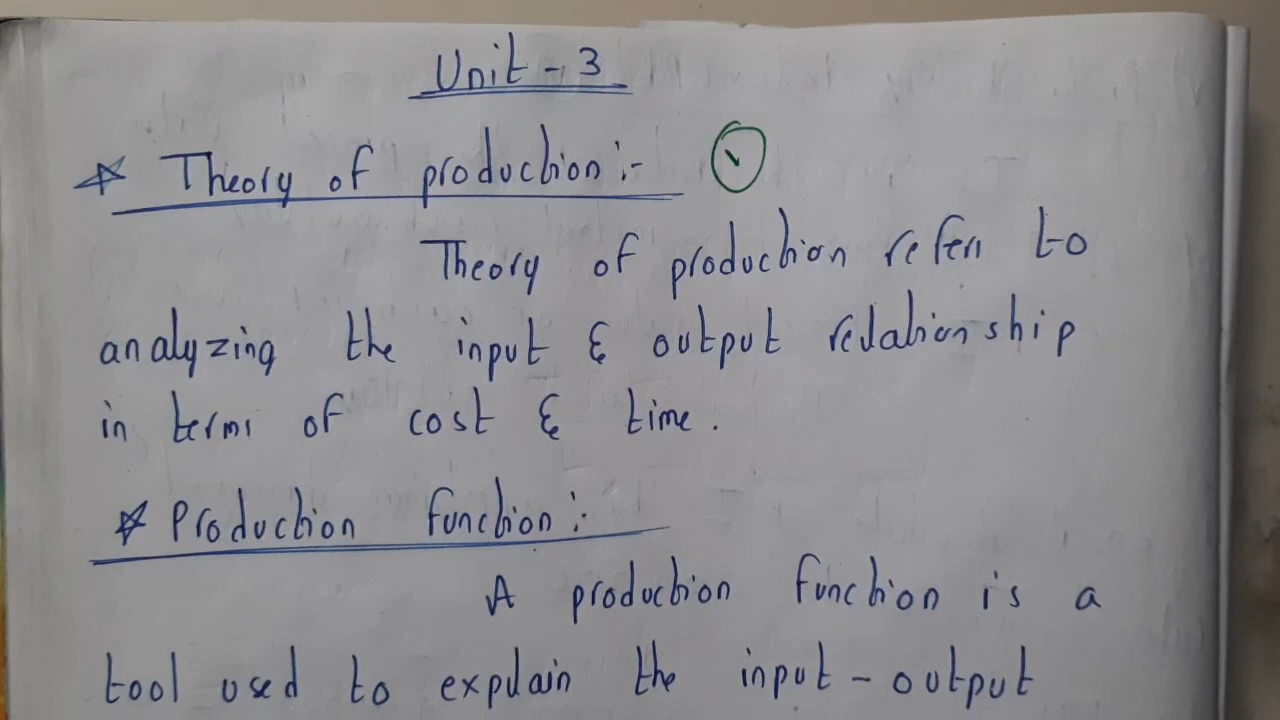 Unit - 3
☆ Theory of production :-
Theory of production refers to
analyzing the input & output relationship
in terms of cost & time.
☆ Production function :-
A production function is a
tool used to explain the input - output